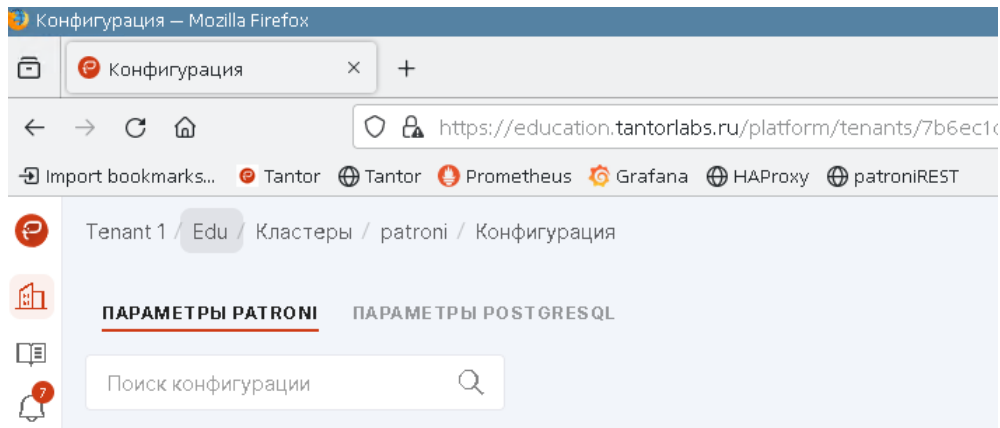 Конфигурация — Mozilla Firefox
Конфигурация
https://education.tantorlabs.ru/platform/tenants/7b6ec1
Import bookmarks... Tantor Tantor Prometheus Grafana HAProxy patroniREST
Tenant 1 / Edu / Кластеры / patroni / Конфигурация
ПАРАМЕТРЫ PATRONI ПАРАМЕТРЫ POSTGRESQL
Поиск конфигурации
7